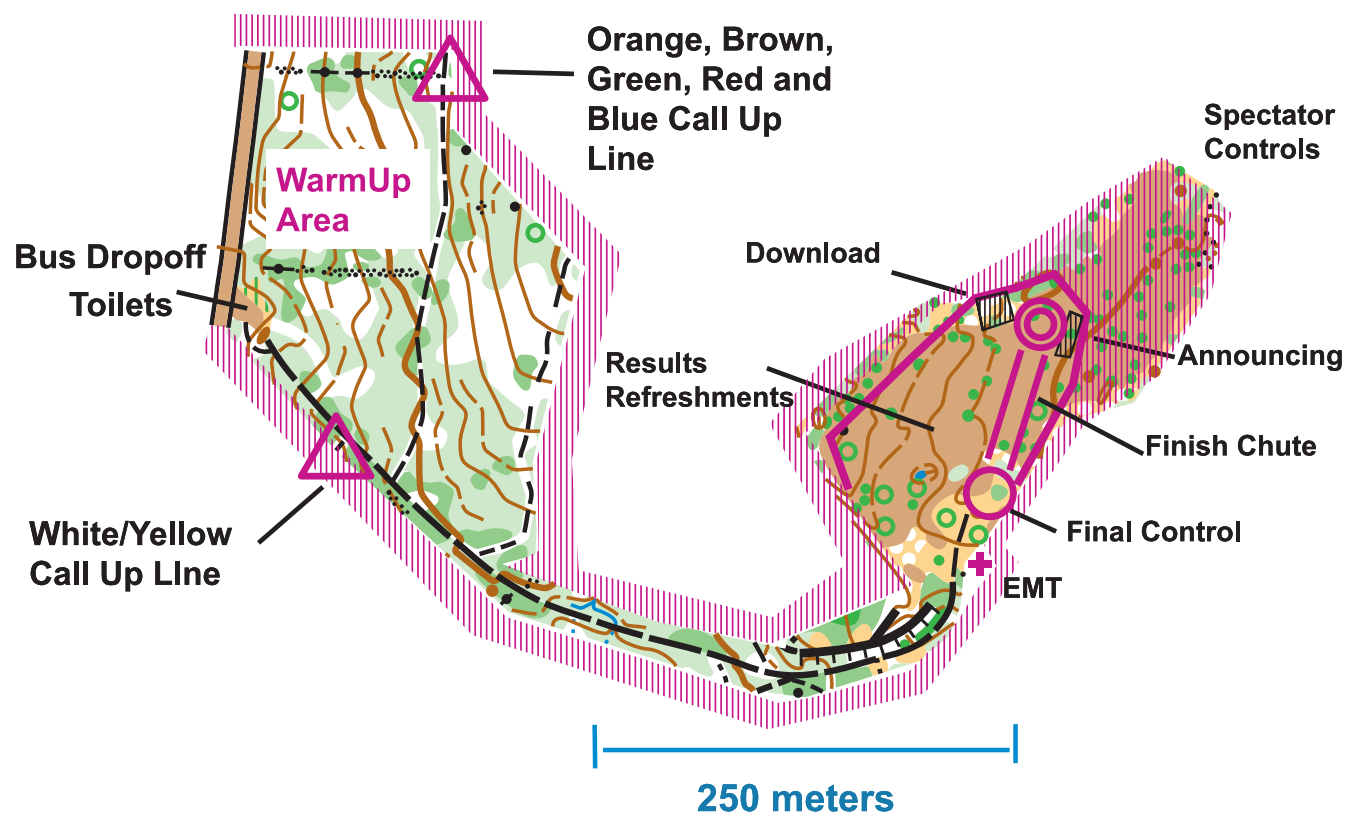 Orange, Brown,
Green, Red and
Blue Call Up
Line
Spectator
Controls
WarmUp
Area
Bus Dropoff
Toilets
Download
Results
Refreshments
Announcing
Finish Chute
White/Yellow
Call Up LIne
Final Control
EMT
250 meters